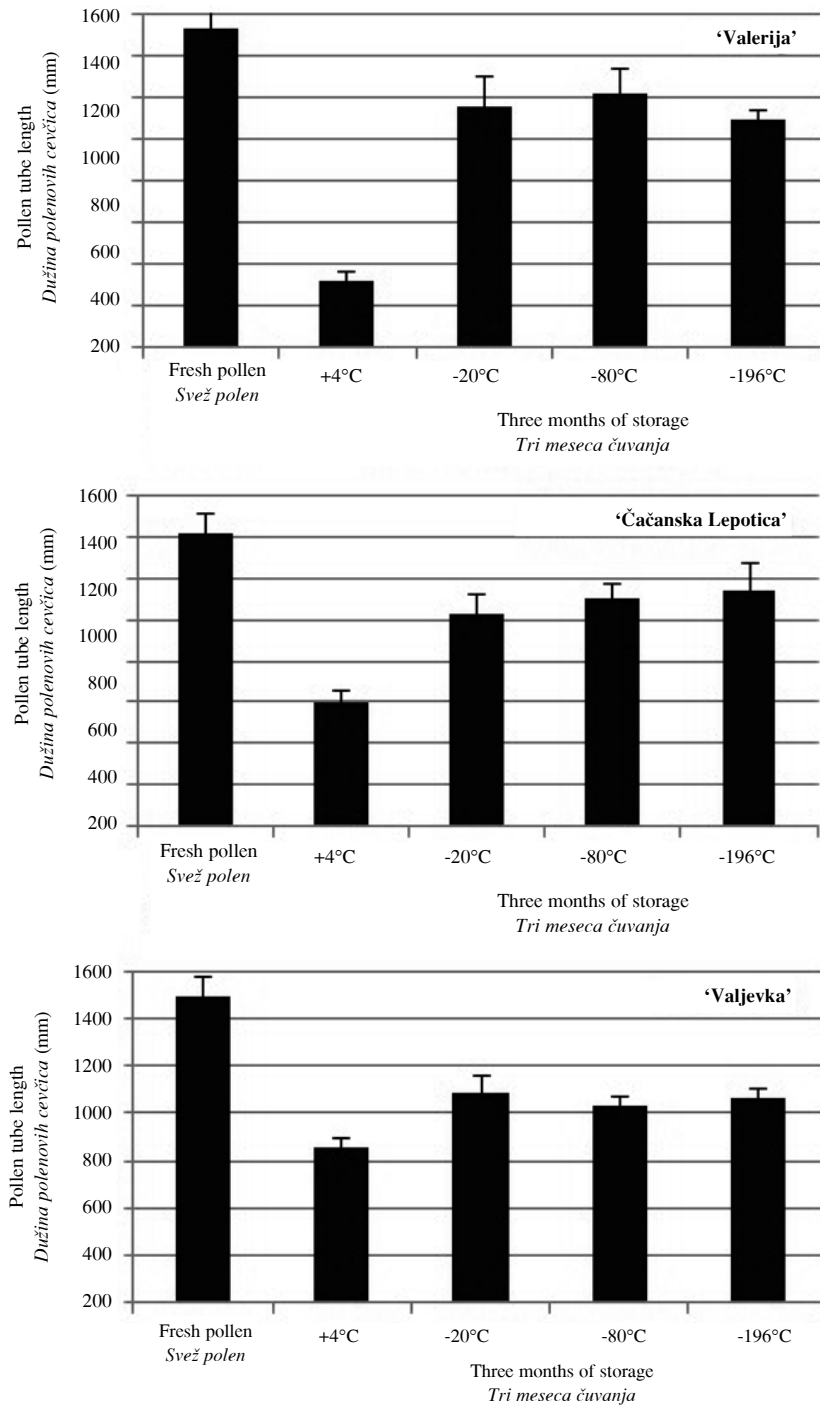 1600
‘Valerija’
1400
1200
1000
800
600
400
200
Pollen tube length
Dužina polenovih cevčica (mm)
Fresh pollen
Svež polen
+4°C
-20°C
-80°C
-196°C
Three months of storage
Tri meseca čuvanja
1600
‘Čačanska Lepotica’
1400
1200
1000
800
600
400
200
Pollen tube length
Dužina polenovih cevčica (mm)
Fresh pollen
Svež polen
+4°C
-20°C
-80°C
-196°C
Three months of storage
Tri meseca čuvanja
1600
‘Valjevka’
1400
1200
1000
800
600
400
200
Pollen tube length
Dužina polenovih cevčica (mm)
Fresh pollen
Svež polen
+4°C
-20°C
-80°C
-196°C
Three months of storage
Tri meseca čuvanja